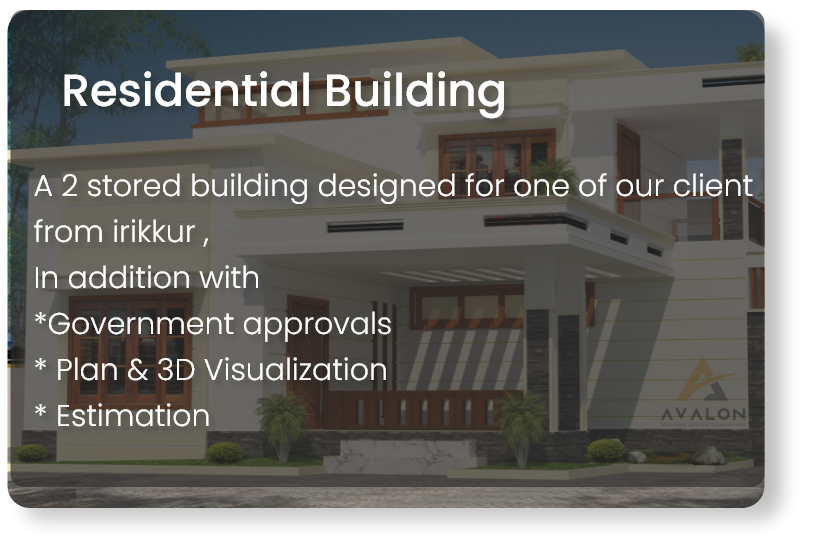 Residential Building
A 2 stored building designed for one of our client
from irikkur ,
In addition with
*Government approvals
* Plan & 3D Visualization
* Estimation
AVALON